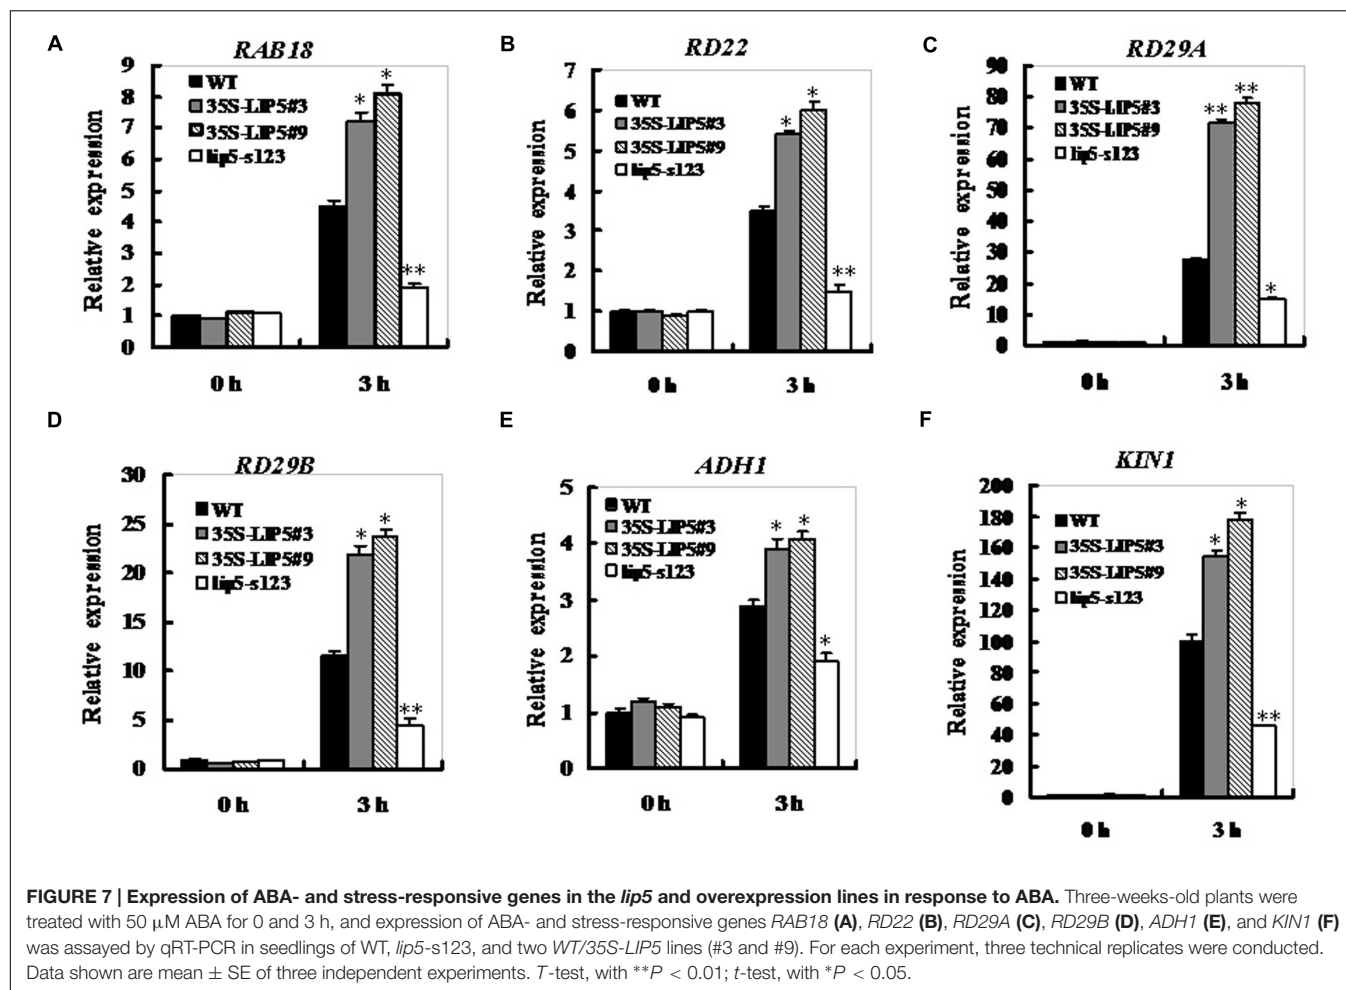 A
RAB18
Relative expression
9
8
7
6
5
4
3
2
1
0
WT
35S-LIP5#3
35S-LIP5#9
lip5-s123
*
*
**
0 h
3 h
B
RD22
Relative expression
7
6
5
4
3
2
1
0
WT
35S-LIP5#3
35S-LIP5#9
lip5-s123
*
*
**
0 h
3 h
C
RD29A
Relative expression
90
80
70
60
50
40
30
20
10
0
WT
35S-LIP5#3
35S-LIP5#9
lip5-s123
**
**
*
0 h
3 h
D
RD29B
Relative expression
30
25
20
15
10
5
0
WT
35S-LIP5#3
35S-LIP5#9
lip5-s123
*
*
**
0 h
3 h
E
ADH1
Relative expression
5
4
3
2
1
0
WT
35S-LIP5#3
35S-LIP5#9
lip5-s123
*
*
*
0 h
3 h
F
KIN1
Relative expression
200
180
160
140
120
100
80
60
40
20
0
WT
35S-LIP5#3
35S-LIP5#9
lip5-s123
*
*
**
0 h
3 h
FIGURE 7 | Expression of ABA- and stress-responsive genes in the lip5 and overexpression lines in response to ABA. Three-weeks-old plants were
treated with 50 μM ABA for 0 and 3 h, and expression of ABA- and stress-responsive genes RAB18 (A), RD22 (B), RD29A (C), RD29B (D), ADH1 (E), and KIN1 (F)
was assayed by qRT-PCR in seedlings of WT, lip5-s123, and two WT/35S-LIP5 lines (#3 and #9). For each experiment, three technical replicates were conducted.
Data shown are mean ± SE of three independent experiments. T-test, with **P < 0.01; t-test, with *P < 0.05.